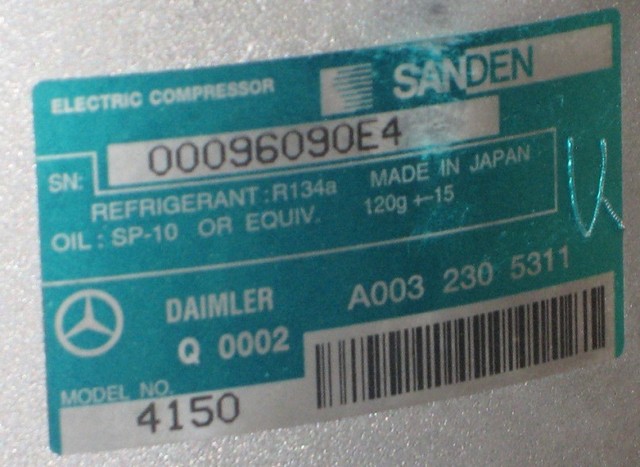 ELECTRIC COMPRESSOR SANDEN
SN: 00096090E4
REFRIGERANT : R134a MADE IN JAPAN
OIL : SP-10 OR EQUIV. 120g +-15
DAIMLER A003 230 5311
Q 0002
MODEL NO.
4150